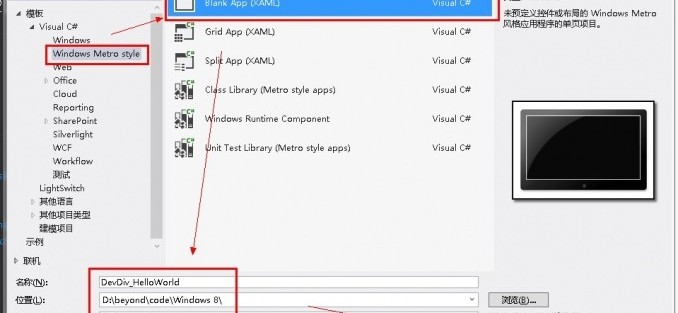 模板
Visual C#
Windows
Windows Metro style
Web
Office
Cloud
Reporting
SharePoint
Silverlight
WCF
Workflow
测试
LightSwitch
其他语言
其他项目类型
建模项目
示例
联机
Blank App (XAML) Visual C#
Grid App (XAML) Visual C#
Split App (XAML) Visual C#
Class Library (Metro style apps) Visual C#
Windows Runtime Component Visual C#
Unit Test Library (Metro style apps) Visual C#
未预定义控件或布局的 Windows Metro
风格应用程序的单页项目。
名称(N): DevDiv_HelloWorld
位置(L): D:\beyond\code\Windows 8\ 浏览(B)...